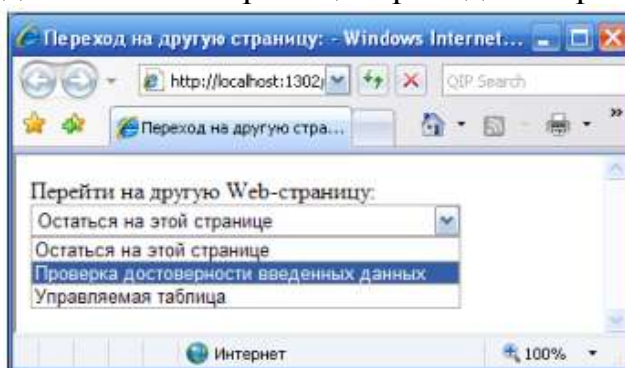 Переход на другую страницу: - Windows Internet...
http://localhost:1302/
QIP Search
Переход на другую стра...
»
Перейти на другую Web-страницу:
Остаться на этой странице
Остаться на этой странице
Проверка достоверности введенных данных
Управляемая таблица
Интернет
100%